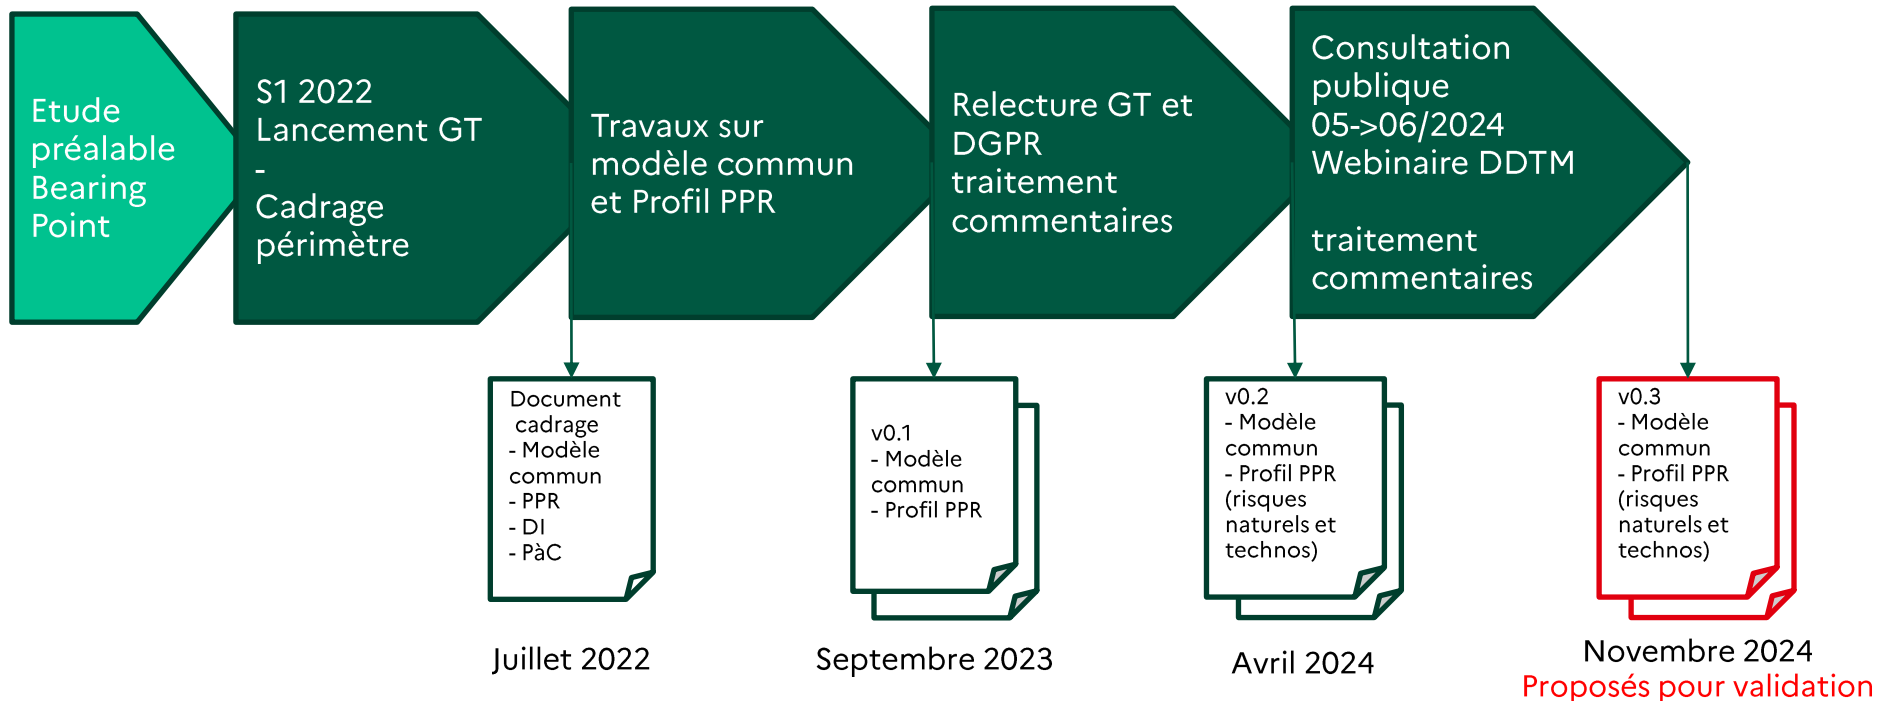 Etude
préalable
Bearing
Point
S1 2022
Lancement GT
-
Cadrage
périmètre
Travaux sur
modèle commun
et Profil PPR
Relecture GT et
DGPR
traitement
commentaires
Consultation
publique
05->06/2024
Webinaire DDTM
traitement
commentaires
Document
cadrage
- Modèle
commun
- PPR
- DI
- PàC
Juillet 2022
v0.1
- Modèle
commun
- Profil PPR
Septembre 2023
v0.2
- Modèle
commun
- Profil PPR
(risques
naturels et
technos)
Avril 2024
v0.3
- Modèle
commun
- Profil PPR
(risques
naturels et
technos)
Novembre 2024
Proposés pour validation